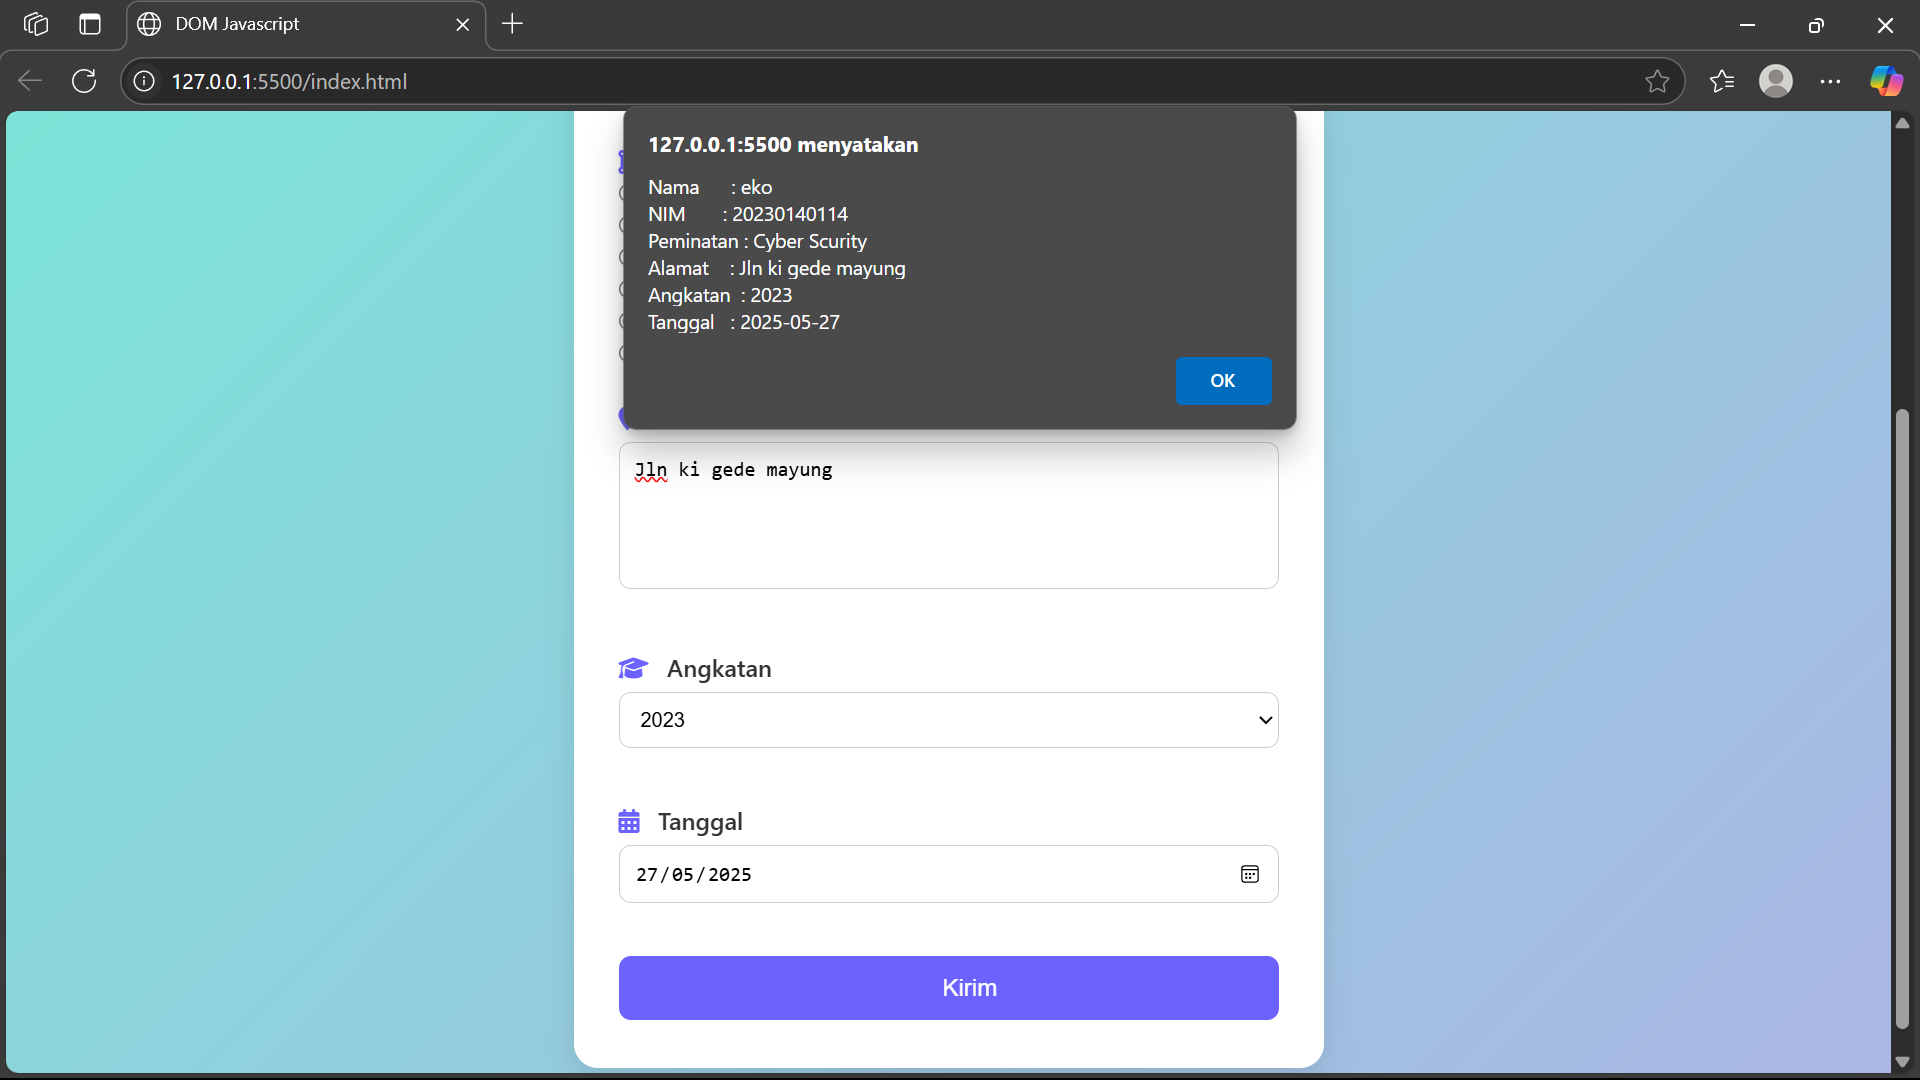 DOM Javascript
127.0.0.1:5500/index.html
127.0.0.1:5500 menyatakan
Nama : eko
NIM : 20230140114
Peminatan : Cyber Scurity
Alamat : Jln ki gede mayung
Angkatan : 2023
Tanggal : 2025-05-27
OK
Jln ki gede mayung
Angkatan
2023
Tanggal
27/05/2025
Kirim